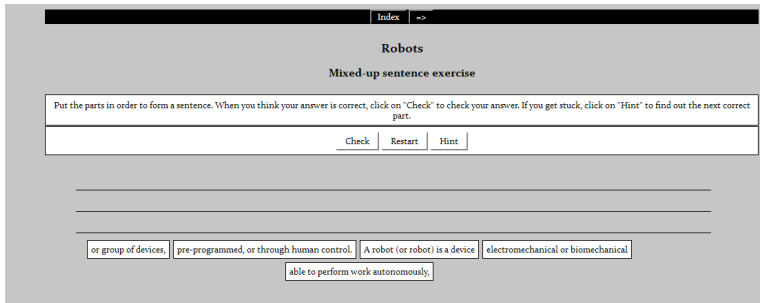 Index =>
Robots
Mixed-up sentence exercise
Put the parts in order to form a sentence. When you think your answer is correct, click on "Check" to check your answer. If you get stuck, click on "Hint" to find out the next correct
part.
Check Restart Hint
or group of devices, pre-programmed, or through human control. A robot (or robot) is a device electromechanical or biomechanical
able to perform work autonomously,